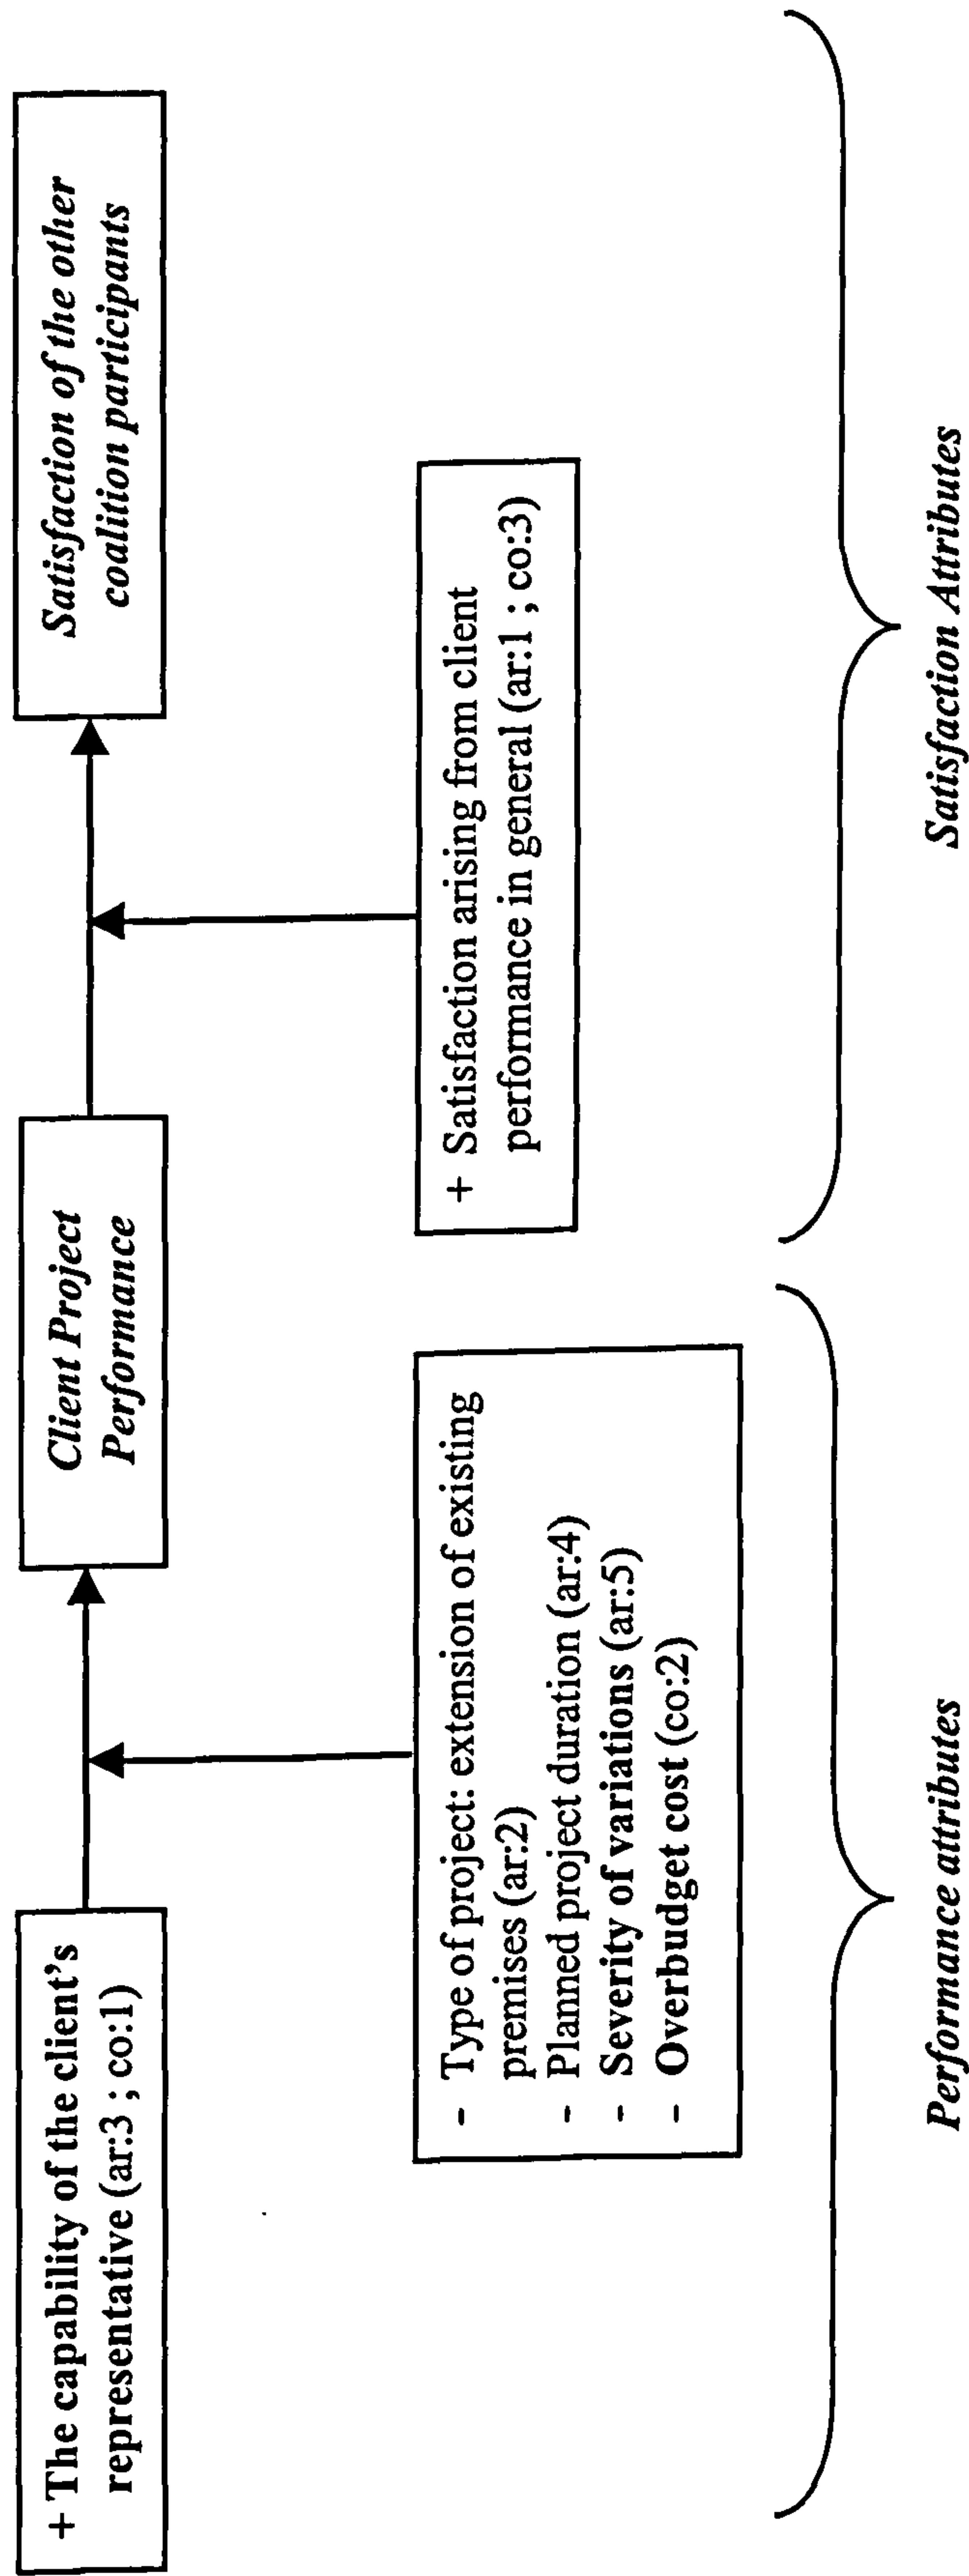 + The capability of the client's
representative (ar:3 ; co:1)
Client Project
Performance
Satisfaction of the other
coalition participants
- Type of project: extension of existing
premises (ar:2)
- Planned project duration (ar:4)
- Severity of variations (ar:5)
- Overbudget cost (co:2)
+ Satisfaction arising from client
performance in general (ar:1 ; co:3)
Performance attributes
Satisfaction Attributes